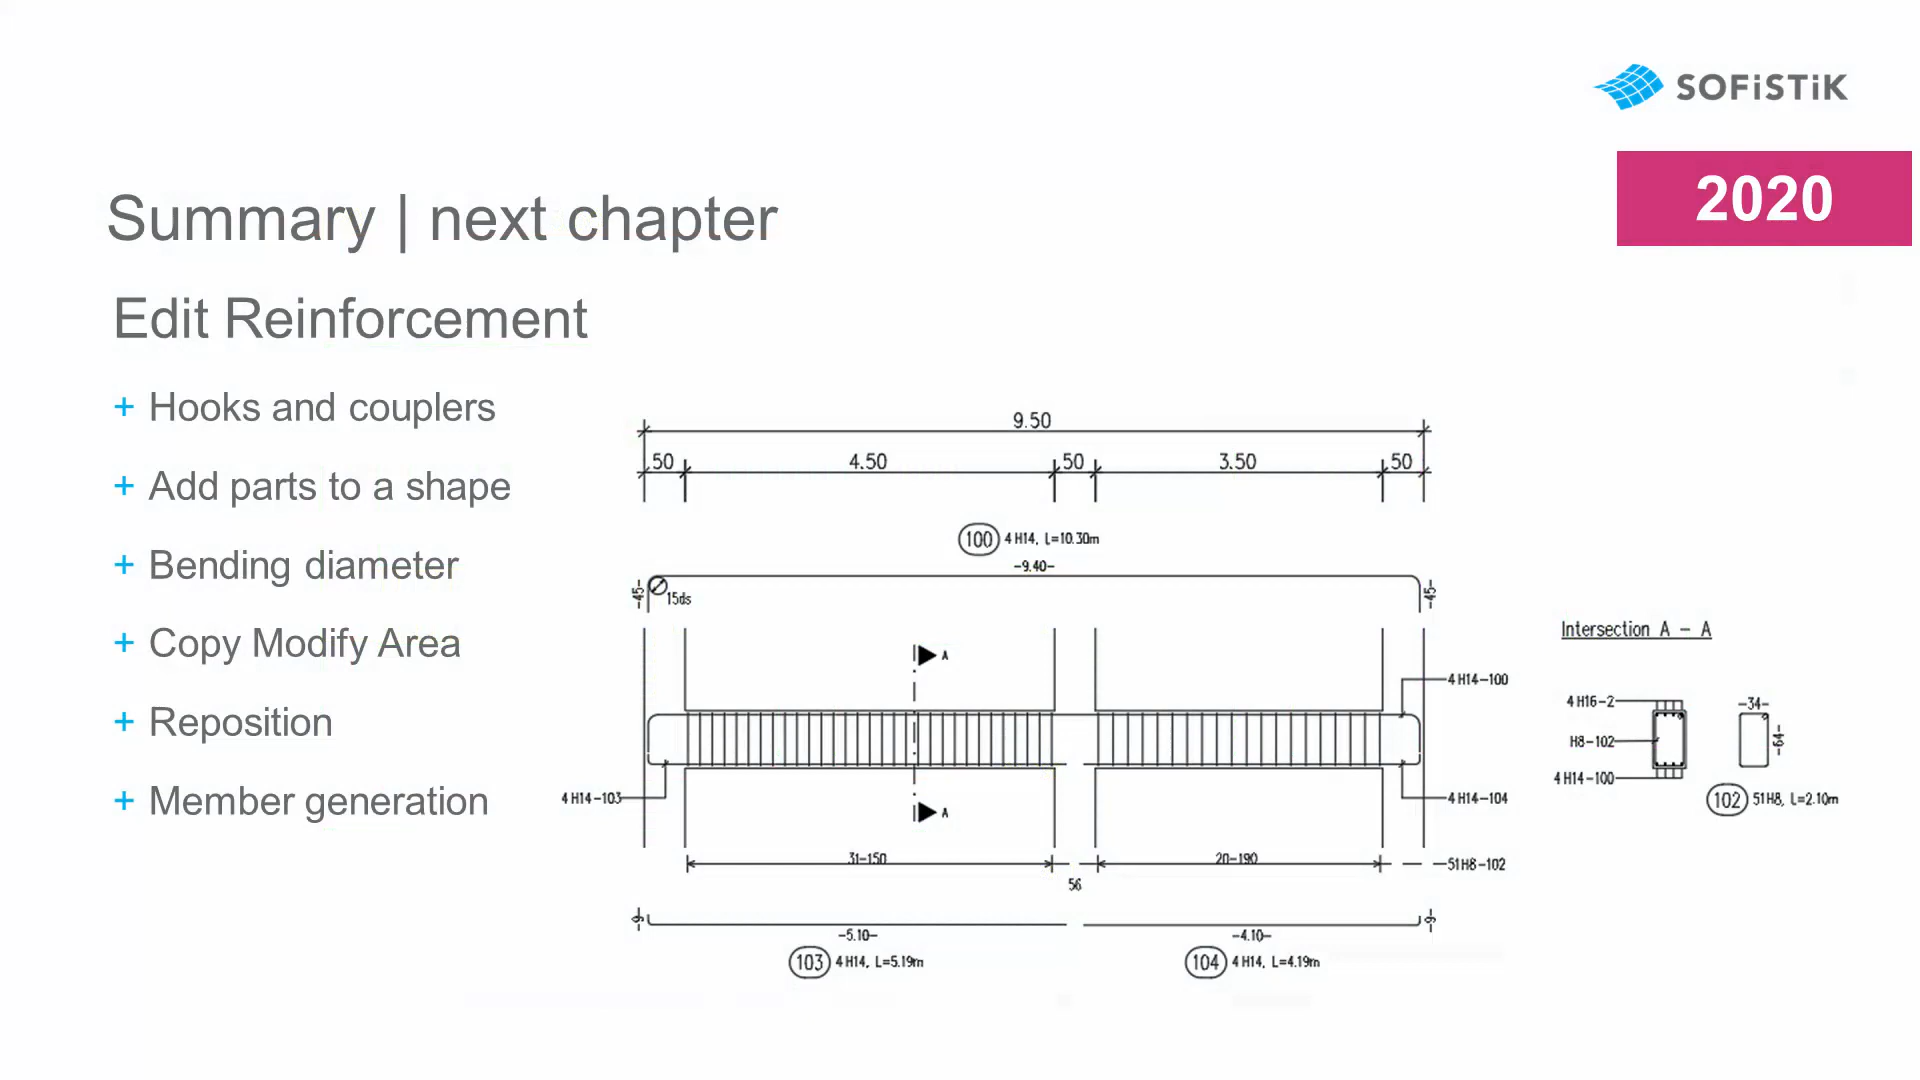 SOFiSTiK
2020
Summary | next chapter
Edit Reinforcement
+ Hooks and couplers
+ Add parts to a shape
+ Bending diameter
+ Copy Modify Area
+ Reposition
+ Member generation
9.50
50 4.50 50 3.50 50
100 4 H14, L=10.30m
-9.40-
-45- 15ds -45-
A
4 H14-100
4 H14-103 A 4 H14-104
31-150 20-190 51H8-102
56
-9- -9-
-5.10- -4.10-
103 4 H14, L=5.19m 104 4 H14, L=4.19m
Intersection A - A
4 H16-2 -34-
H8-102 -64-
4 H14-100
102 51H8, L=2.10m